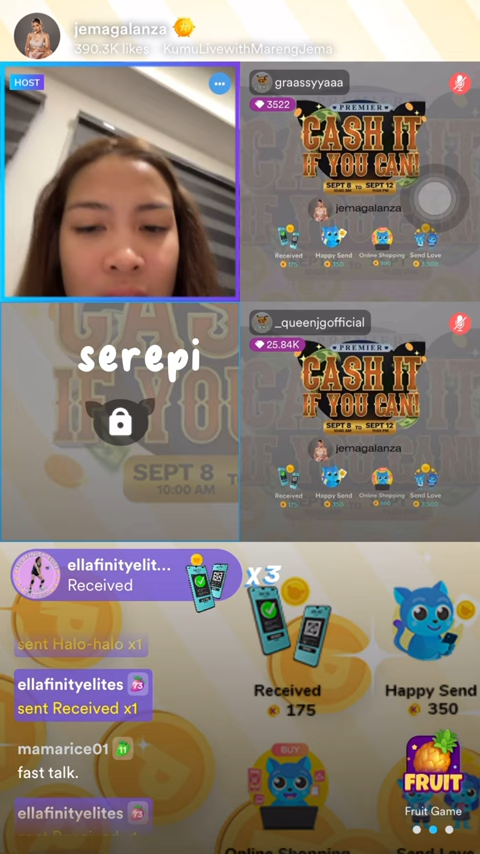 jemagalanza
390.3K likes KumuLivewithMarengJema
HOST
graassyyaaa
3522
PREMIER
CASH IT
IF YOU CAN!
SEPT 8 TO SEPT 12
jemagalanza
Received
Happy Send
Online Shopping
Send Love
175
350
serepi
SEPT 8
10:00 AM
_queenjgofficial
25.84K
PREMIER
CASH IT
IF YOU CAN!
SEPT 8 TO SEPT 12
jemagalanza
Received
Happy Send
Online Shopping
Send Love
175
350
ellafinityelit...
Received
x3
sent Halo-halo x1
ellafinityelites 73
sent Received x1
mamarice01 11
fast talk.
ellafinityelites 73
Received
175
Happy Send
350
BUY
FRUIT
Fruit Game